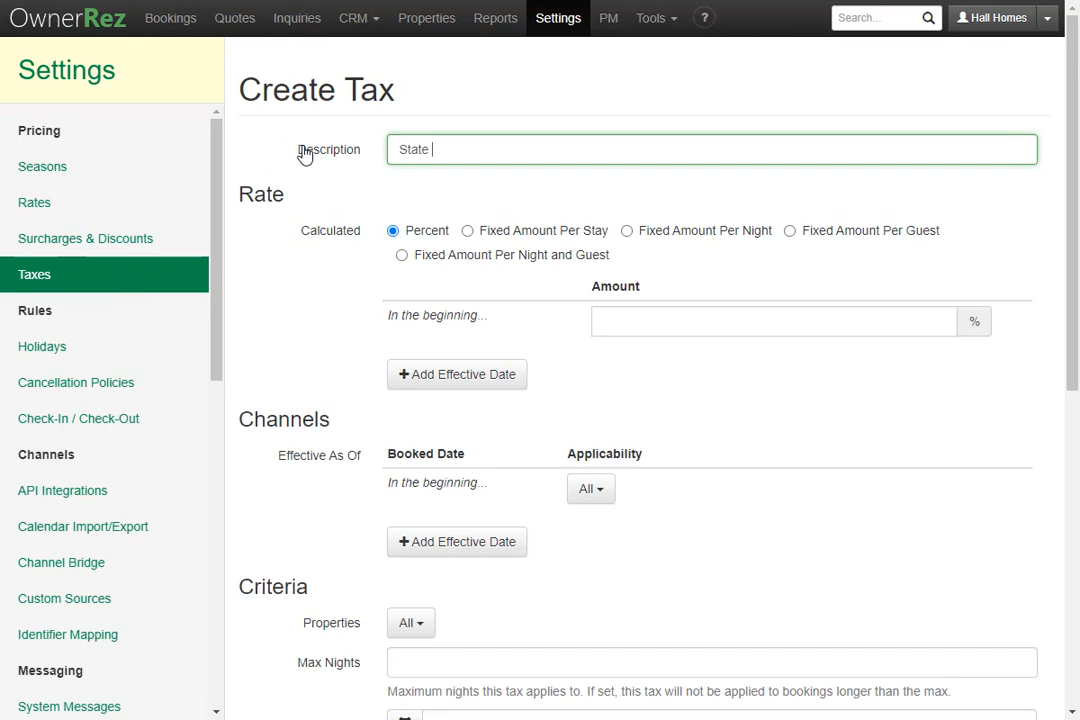 OwnerRez Bookings Quotes Inquiries CRM Properties Reports Settings PM Tools ? Search... Hall Homes
Settings
Pricing
Seasons
Rates
Surcharges & Discounts
Taxes
Rules
Holidays
Cancellation Policies
Check-In / Check-Out
Channels
API Integrations
Calendar Import/Export
Channel Bridge
Custom Sources
Identifier Mapping
Messaging
System Messages
Create Tax
Description State
Rate
Calculated Percent Fixed Amount Per Stay Fixed Amount Per Night Fixed Amount Per Guest
Fixed Amount Per Night and Guest
Amount
In the beginning... %
+ Add Effective Date
Channels
Effective As Of Booked Date Applicability
In the beginning... All
+ Add Effective Date
Criteria
Properties All
Max Nights
Maximum nights this tax applies to. If set, this tax will not be applied to bookings longer than the max.